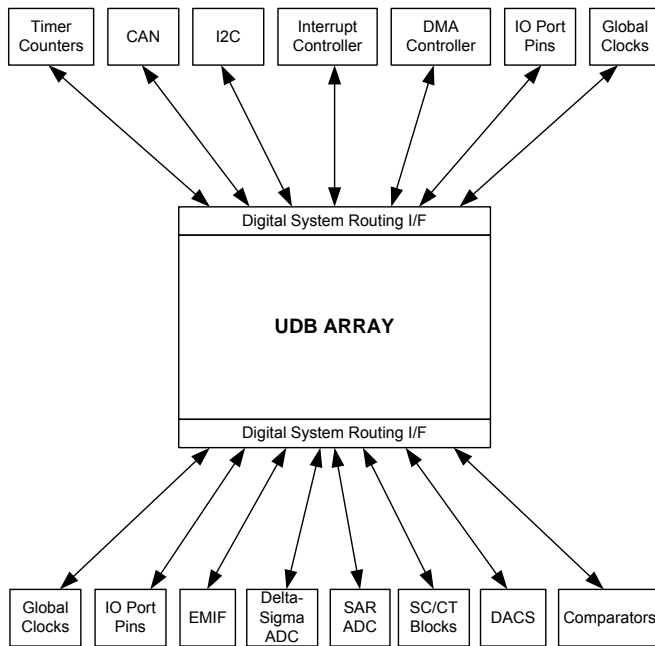 Timer
Counters
CAN
I2C
Interrupt
Controller
DMA
Controller
IO Port
Pins
Global
Clocks
Digital System Routing I/F
UDB ARRAY
Digital System Routing I/F
Global
Clocks
IO Port
Pins
EMIF
Delta-
Sigma
ADC
SAR
ADC
SC/CT
Blocks
DACS
Comparators